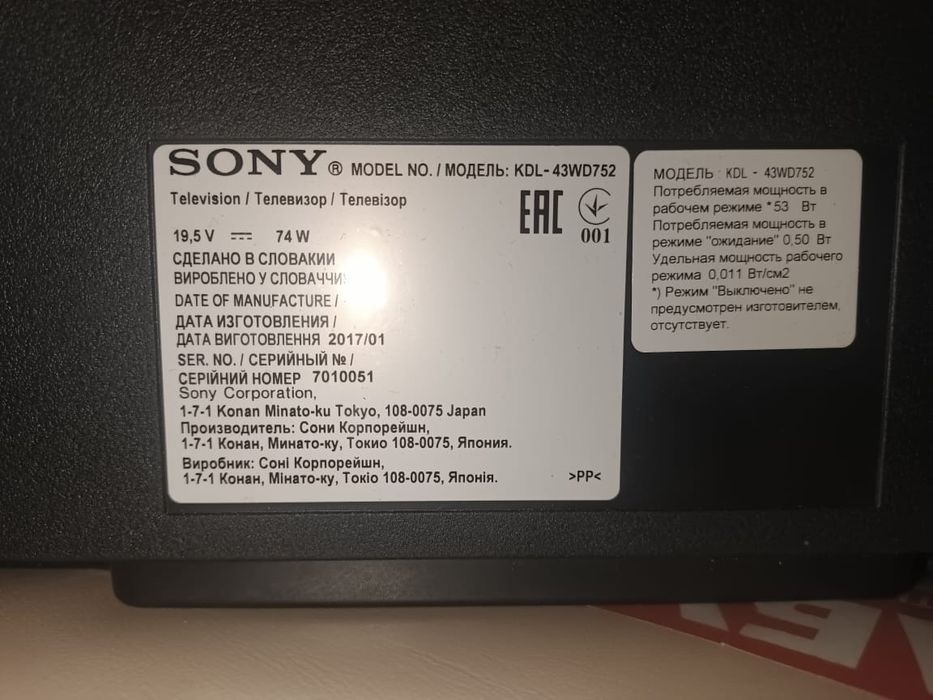 SONY® MODEL NO. / МОДЕЛЬ: KDL-43WD752
Television / Телевизор / Телевізор
EAC
001
19,5 V ⎓ 74 W
СДЕЛАНО В СЛОВАКИИ
ВИРОБЛЕНО У СЛОВАЧЧИ
DATE OF MANUFACTURE /
ДАТА ИЗГОТОВЛЕНИЯ /
ДАТА ВИГОТОВЛЕННЯ 2017/01
SER. NO. / СЕРИЙНЫЙ № /
СЕРІЙНИЙ НОМЕР 7010051
Sony Corporation,
1-7-1 Konan Minato-ku Tokyo, 108-0075 Japan
Производитель: Сони Корпорейшн,
1-7-1 Конан, Минато-ку, Токио 108-0075, Япония.
Виробник: Соні Корпорейшн,
1-7-1 Конан, Мінато-ку, Токіо 108-0075, Японія.
>PP<
МОДЕЛЬ : KDL - 43WD752
Потребляемая мощность в
рабочем режиме *53 Вт
Потребляемая мощность в
режиме "ожидание" 0,50 Вт
Удельная мощность рабочего
режима 0,011 Вт/см2
*) Режим "Выключено" не
предусмотрен изготовителем,
отсутствует.